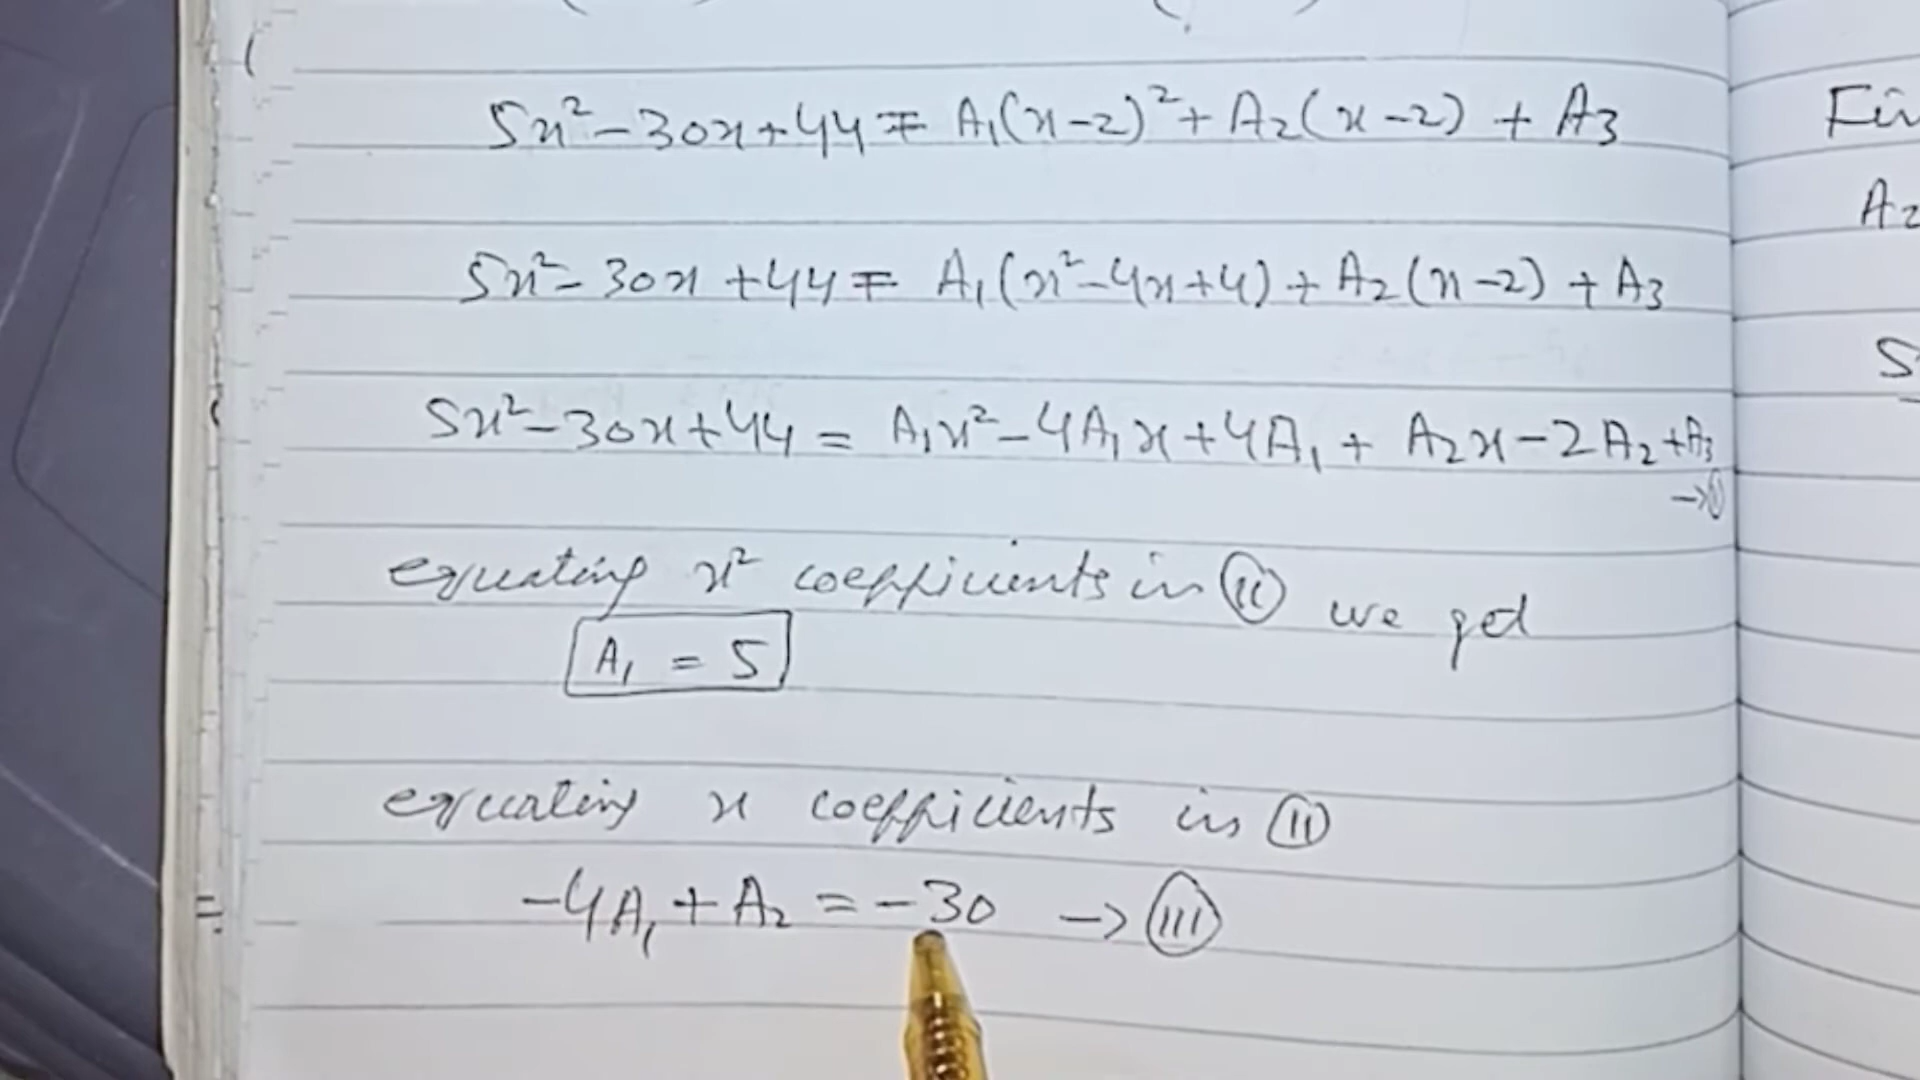 5x²-30x+44 = A₁(x-2)²+A₂(x-2) + A₃
5x²-30x+44 = A₁(x²-4x+4)+A₂(x-2)+A₃
5x²-30x+44 = A₁x²-4A₁x+4A₁+ A₂x-2A₂+A₃
equating x² coefficients in (ii) we get
A₁ = 5
equating x coefficients in (ii)
-4A₁+A₂ = -30 → (iii)
A₂